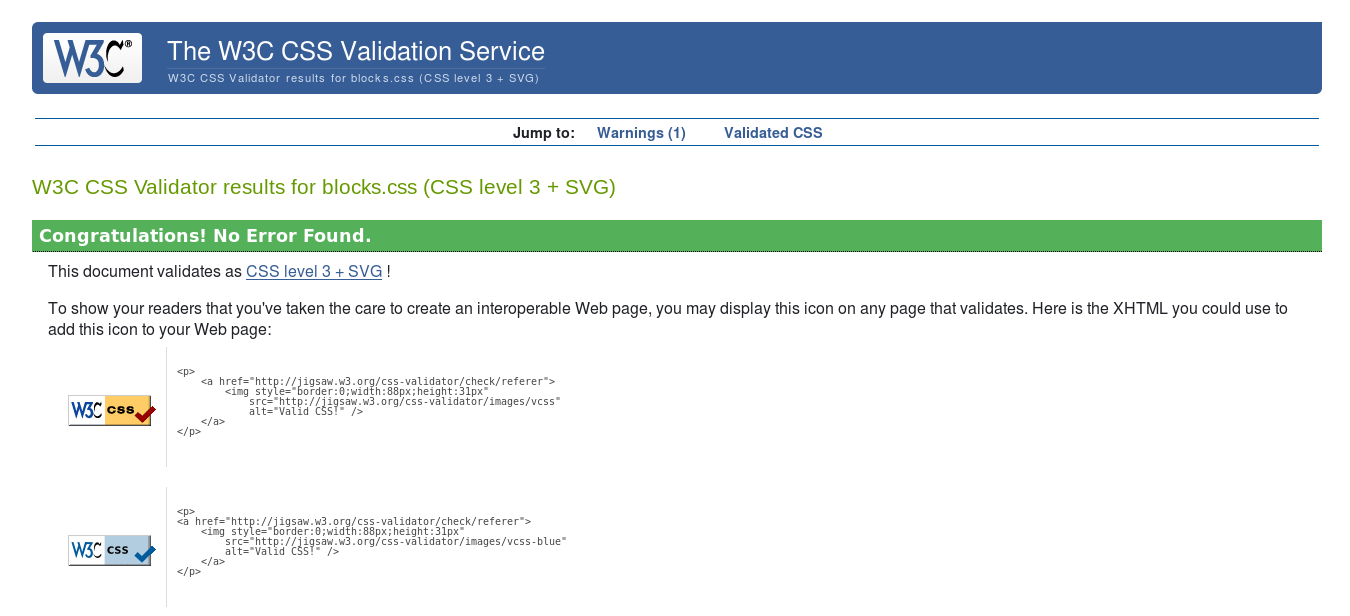 W3C®
The W3C CSS Validation Service
W3C CSS Validator results for blocks.css (CSS level 3 + SVG)
Jump to: Warnings (1) Validated CSS
W3C CSS Validator results for blocks.css (CSS level 3 + SVG)
Congratulations! No Error Found.
This document validates as CSS level 3 + SVG !
To show your readers that you've taken the care to create an interoperable Web page, you may display this icon on any page that validates. Here is the XHTML you could use to
add this icon to your Web page:
W3C css
<p>
    <a href="http://jigsaw.w3.org/css-validator/check/referer">
        <img style="border:0;width:88px;height:31px"
            src="http://jigsaw.w3.org/css-validator/images/vcss"
            alt="Valid CSS!" />
    </a>
</p>
W3C css
<p>
<a href="http://jigsaw.w3.org/css-validator/check/referer">
    <img style="border:0;width:88px;height:31px"
        src="http://jigsaw.w3.org/css-validator/images/vcss-blue"
        alt="Valid CSS!" />
    </a>
</p>